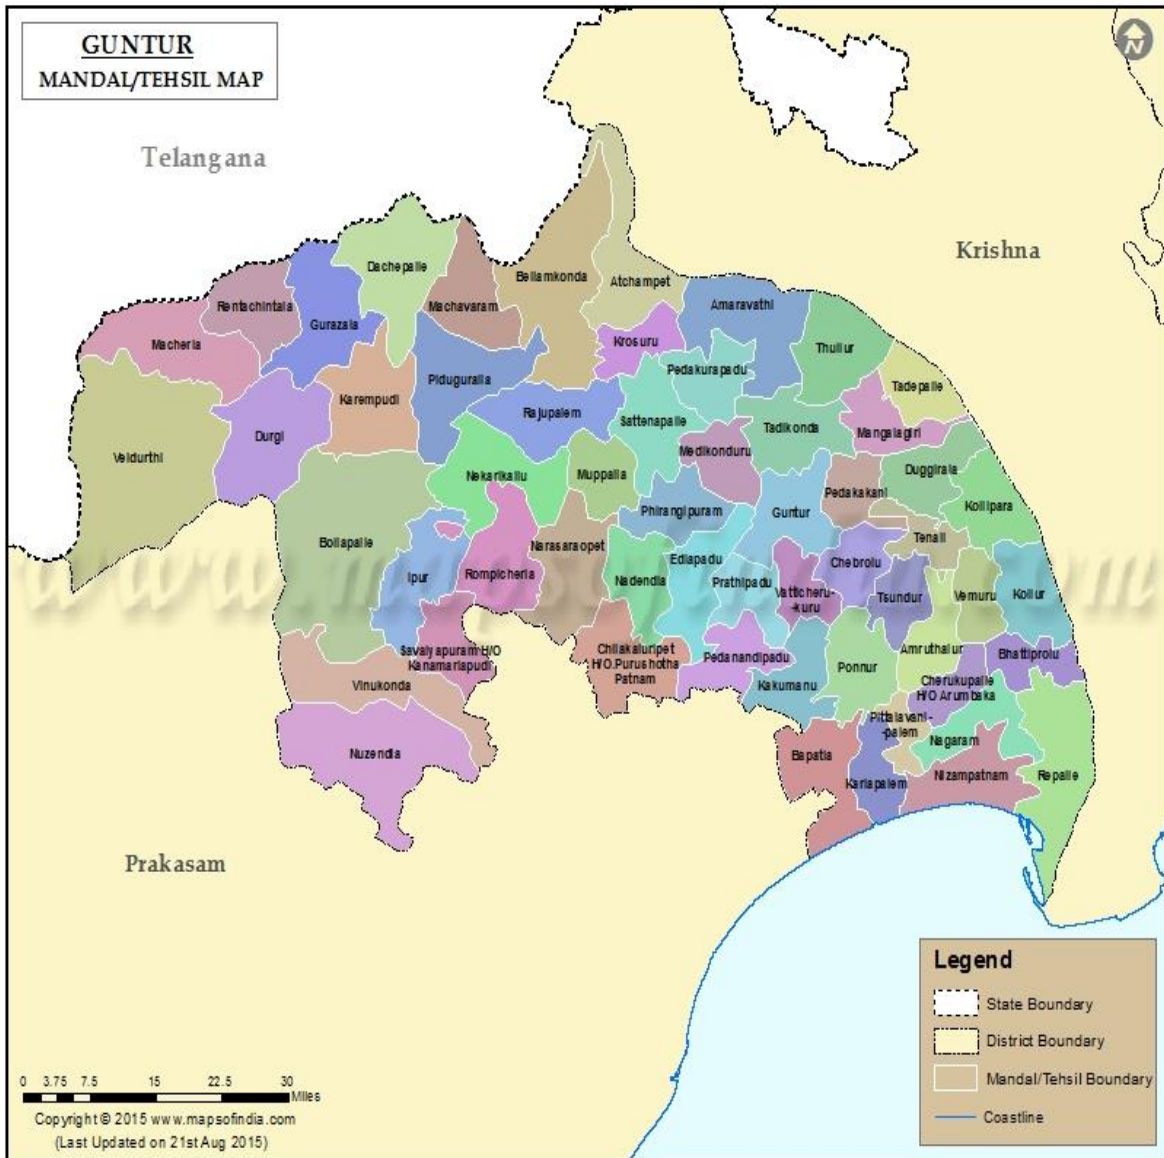 GUNTUR
MANDAL/TEHSIL MAP
N
Telangana
Krishna
Dachepalle
Bellamkonda
Atchampet
Rentachintala
Machavaram
Amaravathi
Gurazala
Macherla
Krosuru
Thullur
Pedakurapadu
Piduguralla
Tadepalle
Karempudi
Rajupalem
Sattenapalle
Tadikonda
Mangalagiri
Durgi
Medikonduru
Veldurthi
Nekarikallu
Muppalla
Duggirala
Pedakakani
Kollipara
Phirangipuram
Guntur
Tenali
Bollapalle
Narasaraopet
Edlapadu
Chebrolu
Ipur
Rompicherla
Nadendla
Prathipadu
Vatticheru-
-kuru
Tsundur
Vemuru
Kollur
Savalyapuram H/O
Kanamarlapudi
Chilakaluripet
H/O.Purushotha
Patnam
Pedanandipadu
Amruthalur
Bhattiprolu
Ponnur
Vinukonda
Kakumanu
Cherukupalle
H/O Arumbaka
Pittalavani-
-palem
Nagaram
Nuzendla
Bapatla
Karlapalem
Nizampatnam
Repalle
www.mapsofindia.com
Prakasam
Legend
State Boundary
District Boundary
Mandal/Tehsil Boundary
Coastline
0 3.75 7.5 15 22.5 30
Miles
Copyright © 2015 www.mapsofindia.com
(Last Updated on 21st Aug 2015)